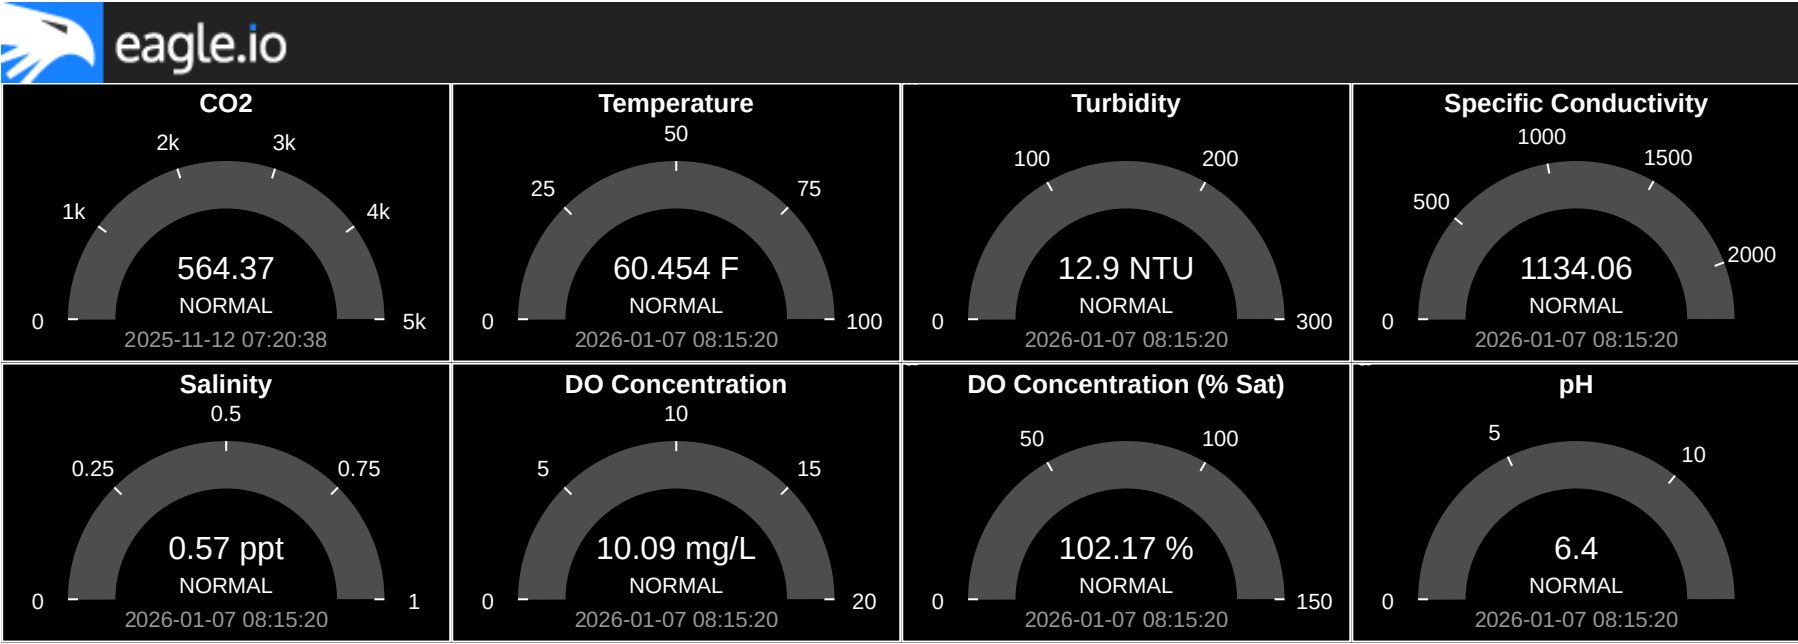 eagle.io
CO2
2k 3k
1k 4k
564.37
NORMAL
0 5k
2025-11-12 07:20:38
Temperature
50
25 75
60.454 F
NORMAL
0 100
2026-01-07 08:15:20
Turbidity
100 200
12.9 NTU
NORMAL
0 300
2026-01-07 08:15:20
Specific Conductivity
1000
1500
500
2000
1134.06
NORMAL
0
2026-01-07 08:15:20
Salinity
0.5
0.25 0.75
0.57 ppt
NORMAL
0 1
2026-01-07 08:15:20
DO Concentration
10
5 15
10.09 mg/L
NORMAL
0 20
2026-01-07 08:15:20
DO Concentration (% Sat)
50 100
102.17 %
NORMAL
0 150
2026-01-07 08:15:20
pH
5
10
6.4
NORMAL
0
2026-01-07 08:15:20